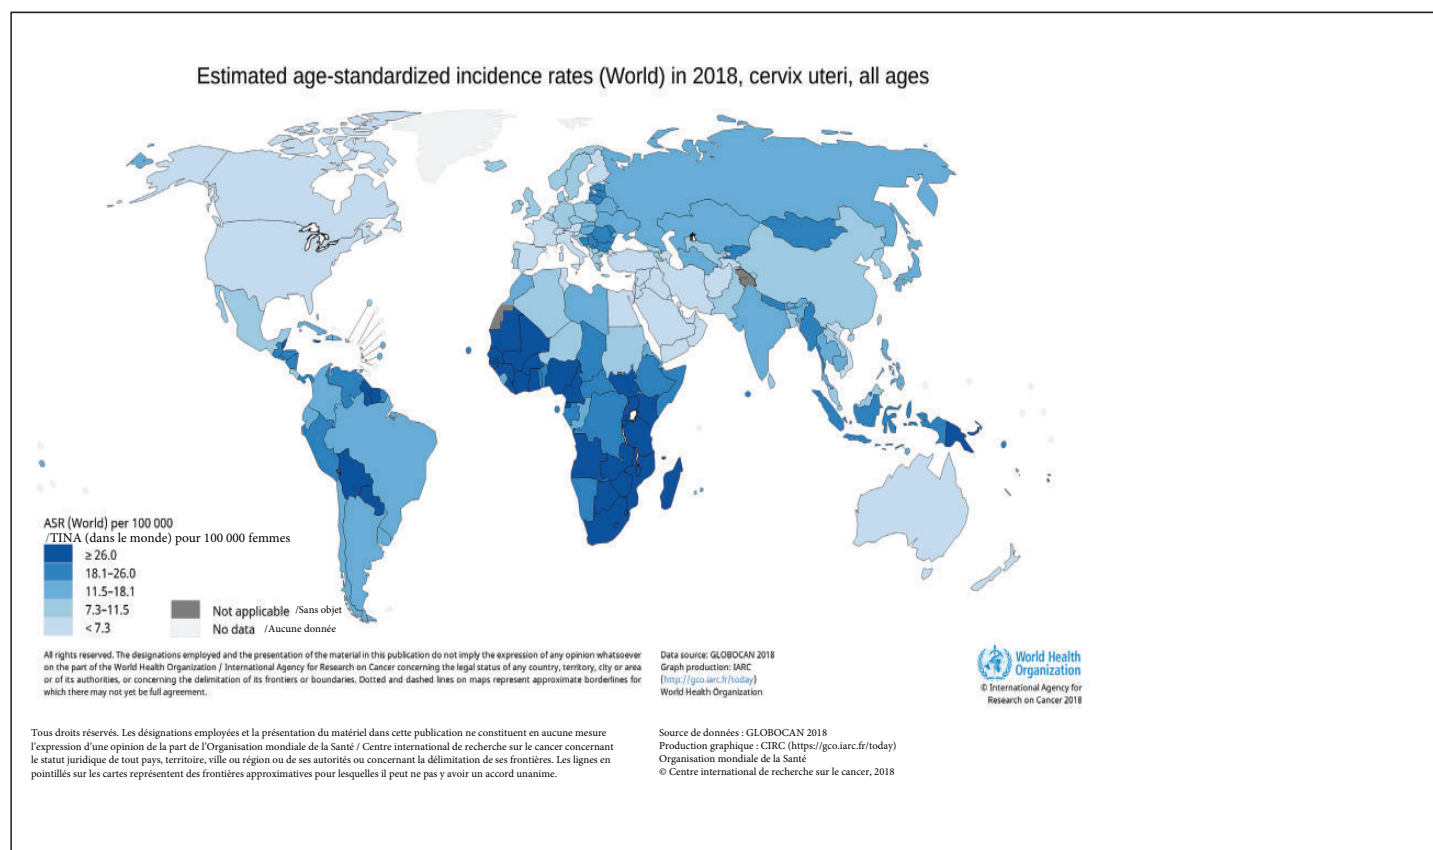 Estimated age-standardized incidence rates (World) in 2018, cervix uteri, all ages
ASR (World) per 100 000
/TINA (dans le monde) pour 100 000 femmes
≥ 26.0
18.1–26.0
11.5–18.1
7.3–11.5
< 7.3
Not applicable /Sans objet
No data /Aucune donnée
All rights reserved. The designations employed and the presentation of the material in this publication do not imply the expression of any opinion whatsoever
on the part of the World Health Organization / International Agency for Research on Cancer concerning the legal status of any country, territory, city or area
or of its authorities, or concerning the delimitation of its frontiers or boundaries. Dotted and dashed lines on maps represent approximate borderlines for
which there may not yet be full agreement.
Data source: GLOBOCAN 2018
Graph production: IARC
(http://gco.iarc.fr/today)
World Health Organization
World Health
Organization
© International Agency for
Research on Cancer 2018
Tous droits réservés. Les désignations employées et la présentation du matériel dans cette publication ne constituent en aucune mesure
l'expression d'une opinion de la part de l'Organisation mondiale de la Santé / Centre international de recherche sur le cancer concernant
le statut juridique de tout pays, territoire, ville ou région ou de ses autorités ou concernant la délimitation de ses frontières. Les lignes en
pointillés sur les cartes représentent des frontières approximatives pour lesquelles il peut ne pas y avoir un accord unanime.
Source de données : GLOBOCAN 2018
Production graphique : CIRC (https://gco.iarc.fr/today)
Organisation mondiale de la Santé
© Centre international de recherche sur le cancer, 2018